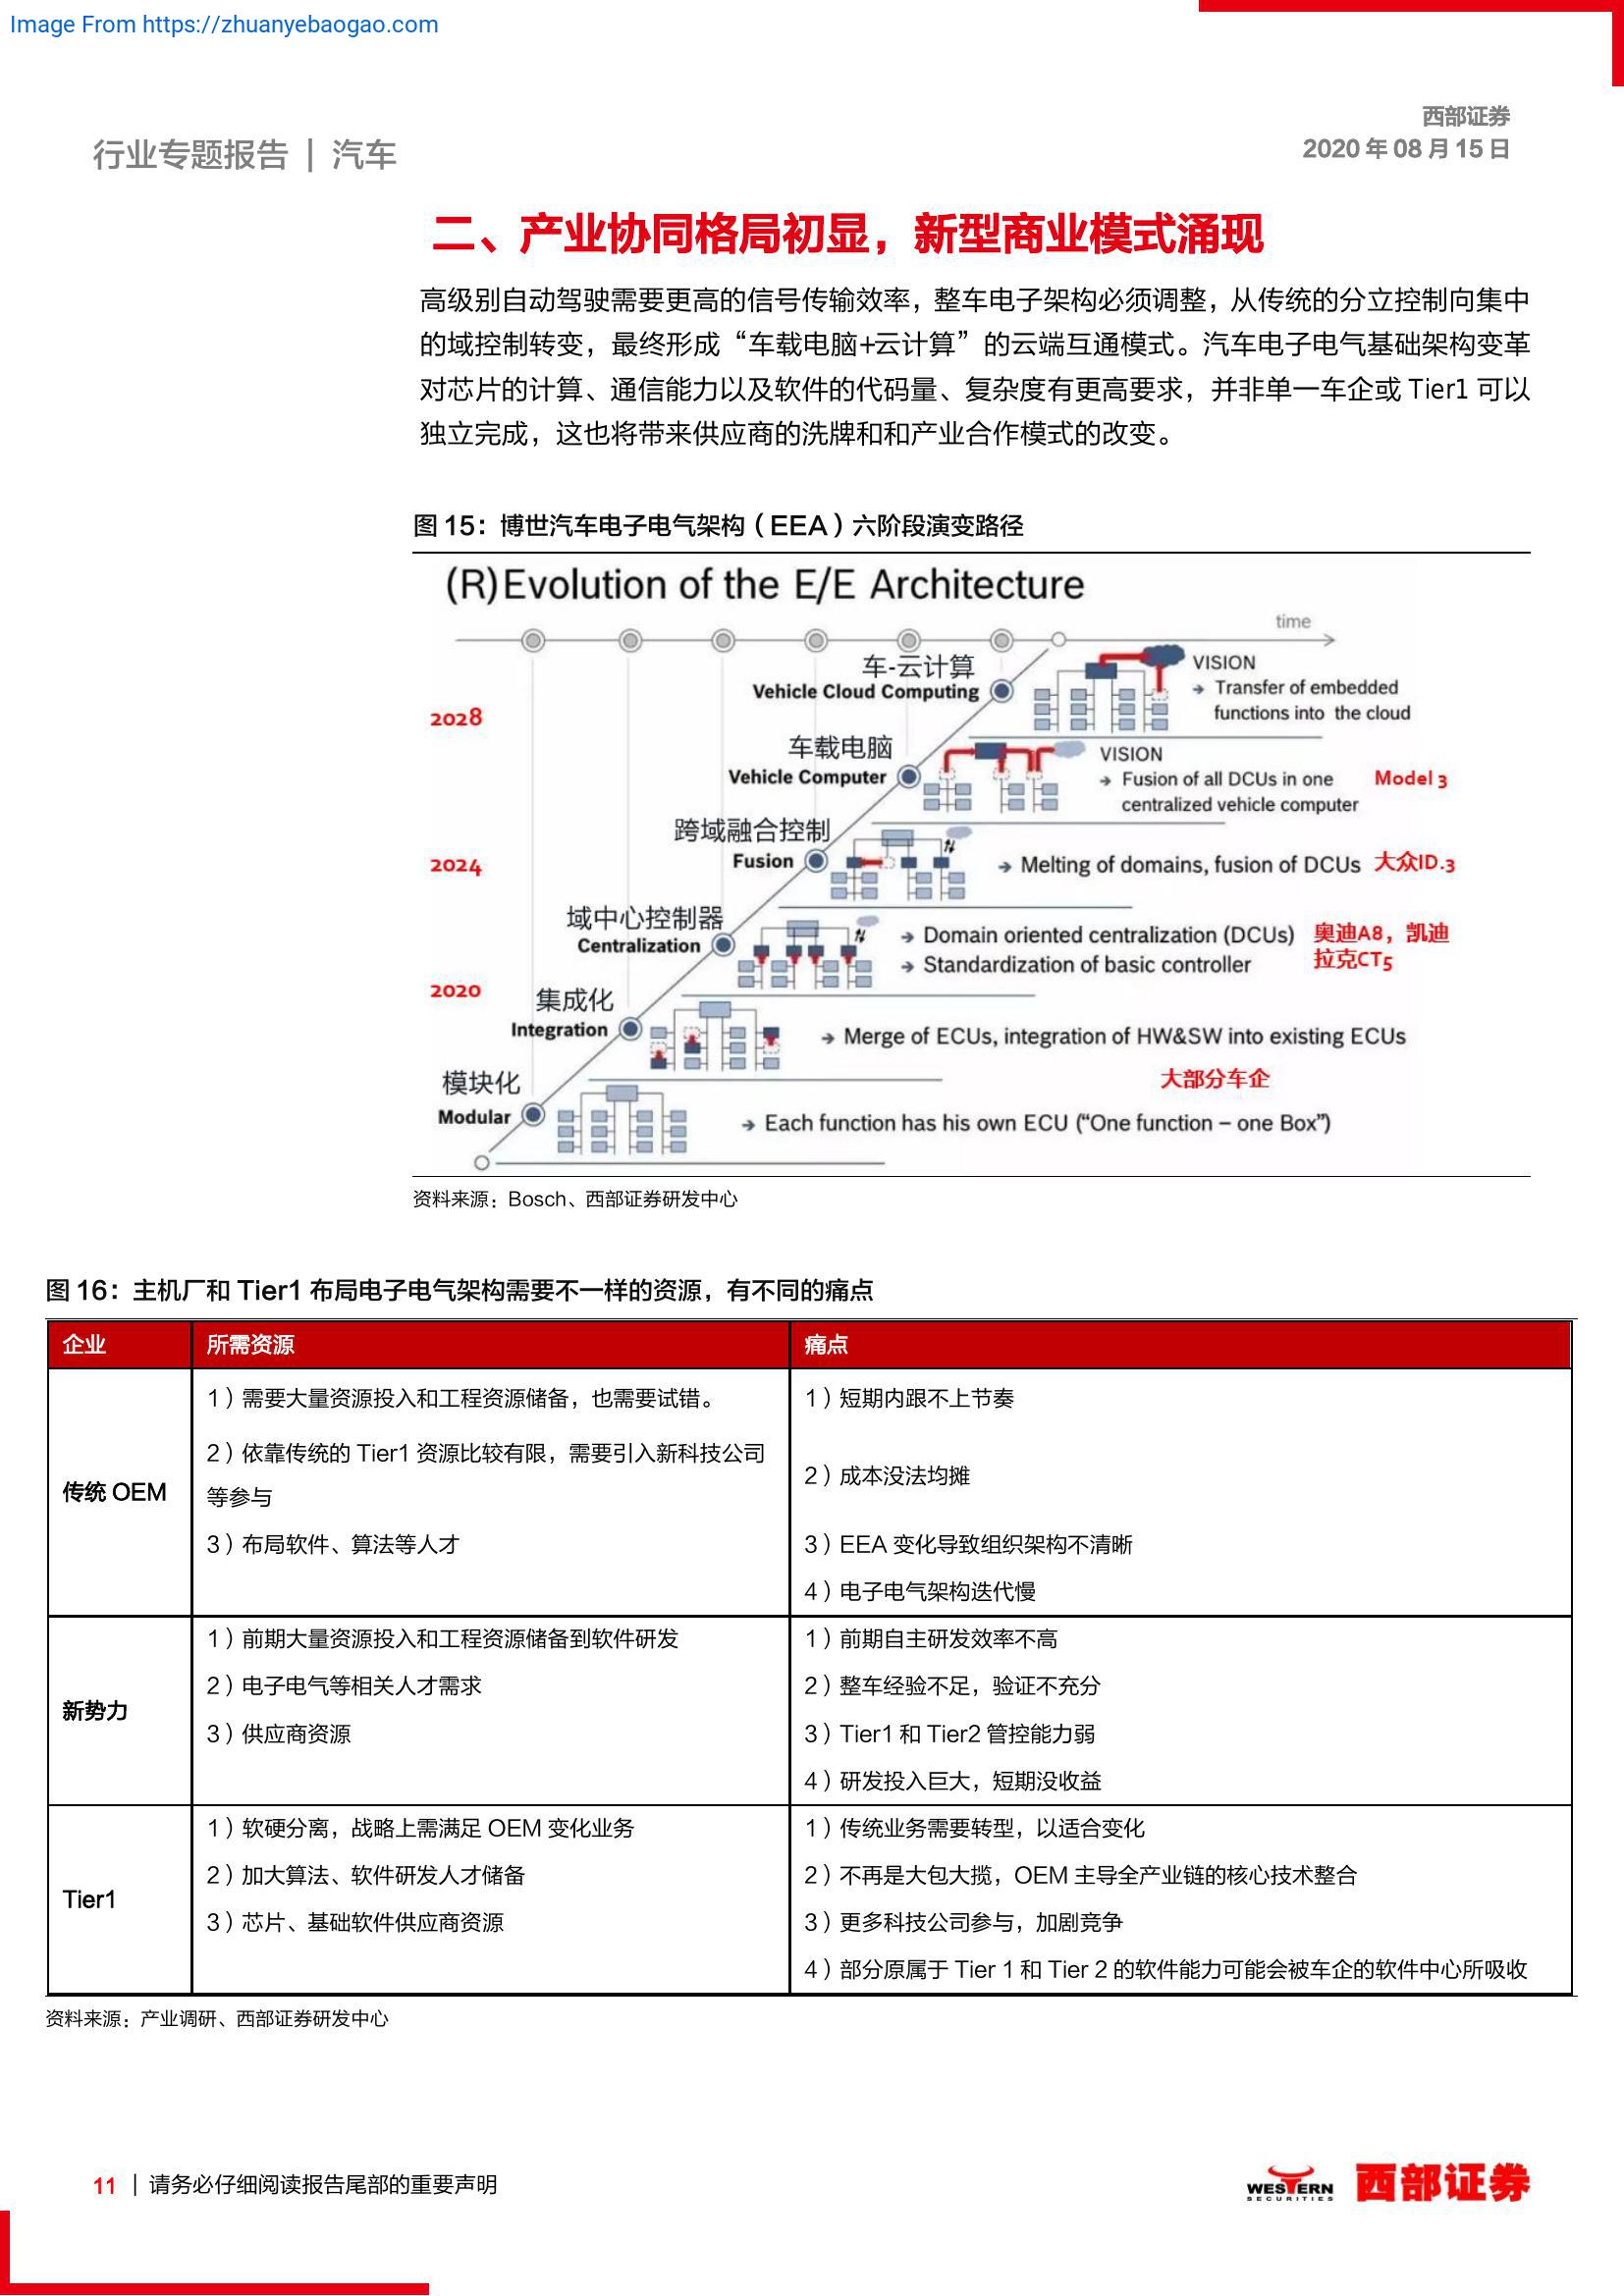 Image From https://zhuanyebaogao.com
西部证券
行业专题报告 | 汽车
2020 年 08 月 15 日
二、产业协同格局初显，新型商业模式涌现
高级别自动驾驶需要更高的信号传输效率，整车电子架构必须调整，从传统的分立控制向集中
的域控制转变，最终形成“车载电脑+云计算”的云端互通模式。汽车电子电气基础架构变革
对芯片的计算、通信能力以及软件的代码量、复杂度有更高要求，并非单一车企或 Tier1 可以
独立完成，这也将带来供应商的洗牌和和产业合作模式的改变。
图 15：博世汽车电子电气架构（EEA）六阶段演变路径
(R)Evolution of the E/E Architecture
time
车-云计算
Vehicle Cloud Computing
VISION
→ Transfer of embedded
functions into the cloud
2028
车载电脑
Vehicle Computer
VISION
→ Fusion of all DCUs in one
centralized vehicle computer
Model 3
跨域融合控制
Fusion
→ Melting of domains, fusion of DCUs
大众ID.3
2024
域中心控制器
Centralization
→ Domain oriented centralization (DCUs)
→ Standardization of basic controller
奥迪A8，凯迪
拉克CT5
2020
集成化
Integration
→ Merge of ECUs, integration of HW&SW into existing ECUs
大部分车企
模块化
Modular
→ Each function has his own ECU (“One function – one Box”)
资料来源：Bosch、西部证券研发中心
图 16：主机厂和 Tier1 布局电子电气架构需要不一样的资源，有不同的痛点
企业 所需资源 痛点
传统 OEM
1）需要大量资源投入和工程资源储备，也需要试错。
2）依靠传统的 Tier1 资源比较有限，需要引入新科技公司
等参与
3）布局软件、算法等人才
1）短期内跟不上节奏
2）成本没法均摊
3）EEA 变化导致组织架构不清晰
4）电子电气架构迭代慢
新势力
1）前期大量资源投入和工程资源储备到软件研发
2）电子电气等相关人才需求
3）供应商资源
1）前期自主研发效率不高
2）整车经验不足，验证不充分
3）Tier1 和 Tier2 管控能力弱
4）研发投入巨大，短期没收益
Tier1
1）软硬分离，战略上需满足 OEM 变化业务
2）加大算法、软件研发人才储备
3）芯片、基础软件供应商资源
1）传统业务需要转型，以适合变化
2）不再是大包大揽，OEM 主导全产业链的核心技术整合
3）更多科技公司参与，加剧竞争
4）部分原属于 Tier 1 和 Tier 2 的软件能力可能会被车企的软件中心所吸收
资料来源：产业调研、西部证券研发中心
11 | 请务必仔细阅读报告尾部的重要声明
WESTERN
SECURITIES
西部证券